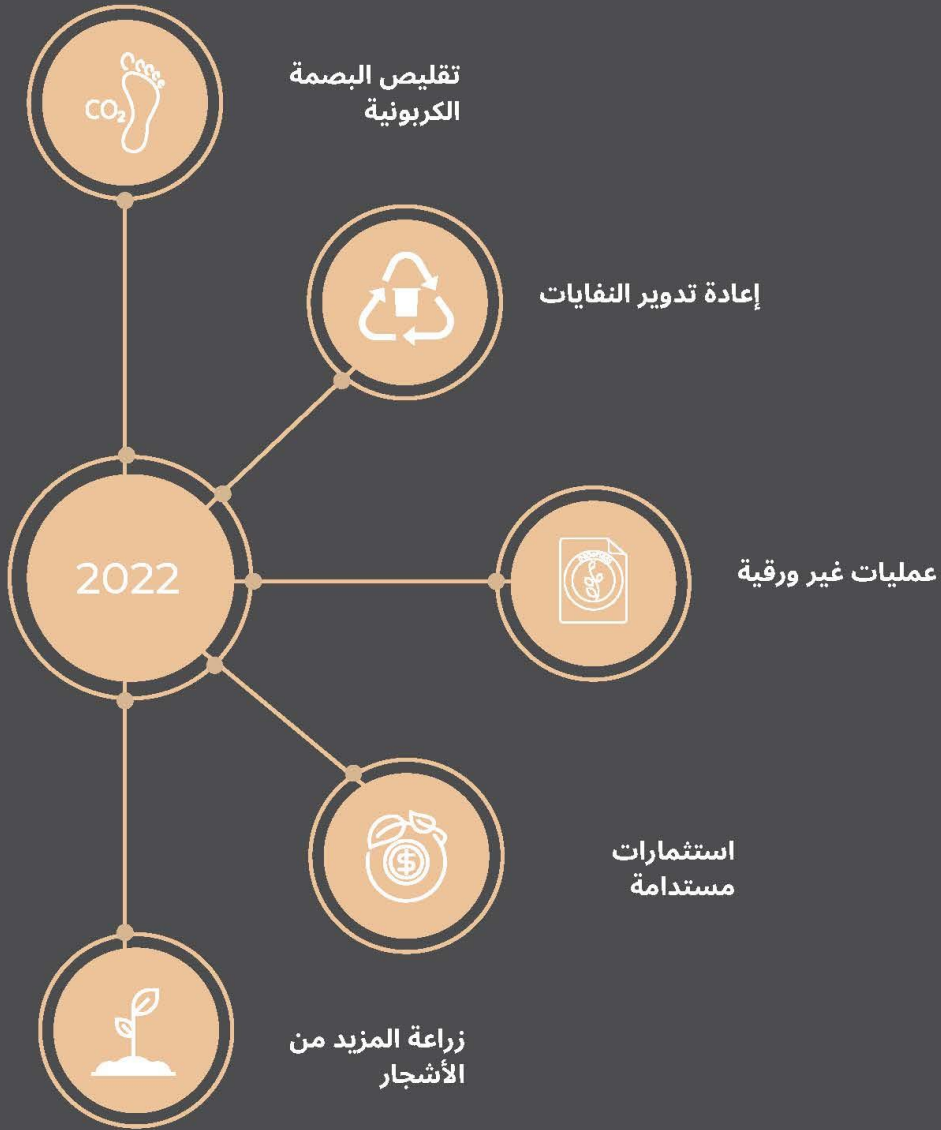 تقليص البصمة
الكربونية
CO₂
إعادة تدوير النفايات
2022
عمليات غير ورقية
استثمارات
مستدامة
$
زراعة المزيد من
الأشجار